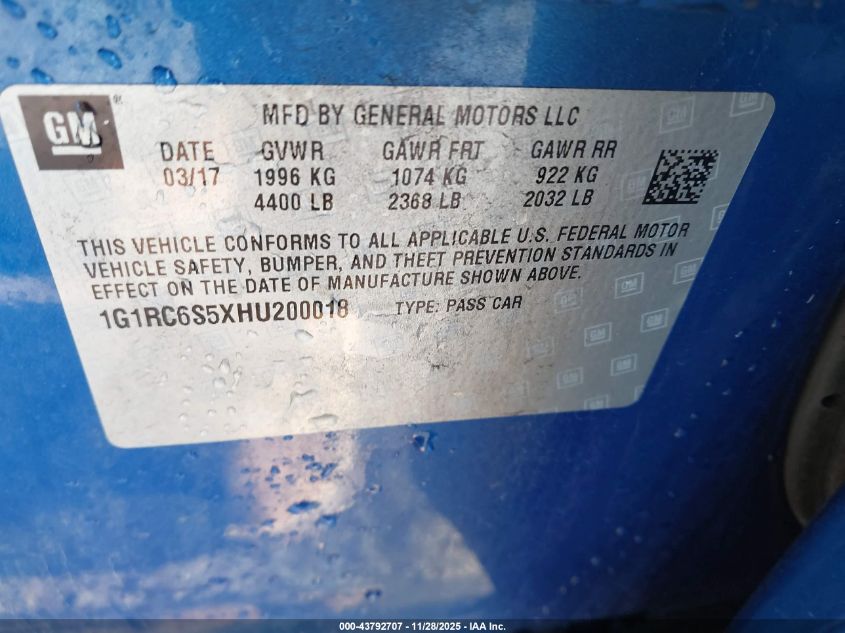 GM ®
MFD BY GENERAL MOTORS LLC
DATE GVWR GAWR FRT GAWR RR
03/17 1996 KG 1074 KG 922 KG
4400 LB 2368 LB 2032 LB
THIS VEHICLE CONFORMS TO ALL APPLICABLE U.S. FEDERAL MOTOR
VEHICLE SAFETY, BUMPER, AND THEFT PREVENTION STANDARDS IN
EFFECT ON THE DATE OF MANUFACTURE SHOWN ABOVE.
1G1RC6S5XHU200018 TYPE: PASS CAR
000-43792707 - 11/28/2025 - IAA Inc.